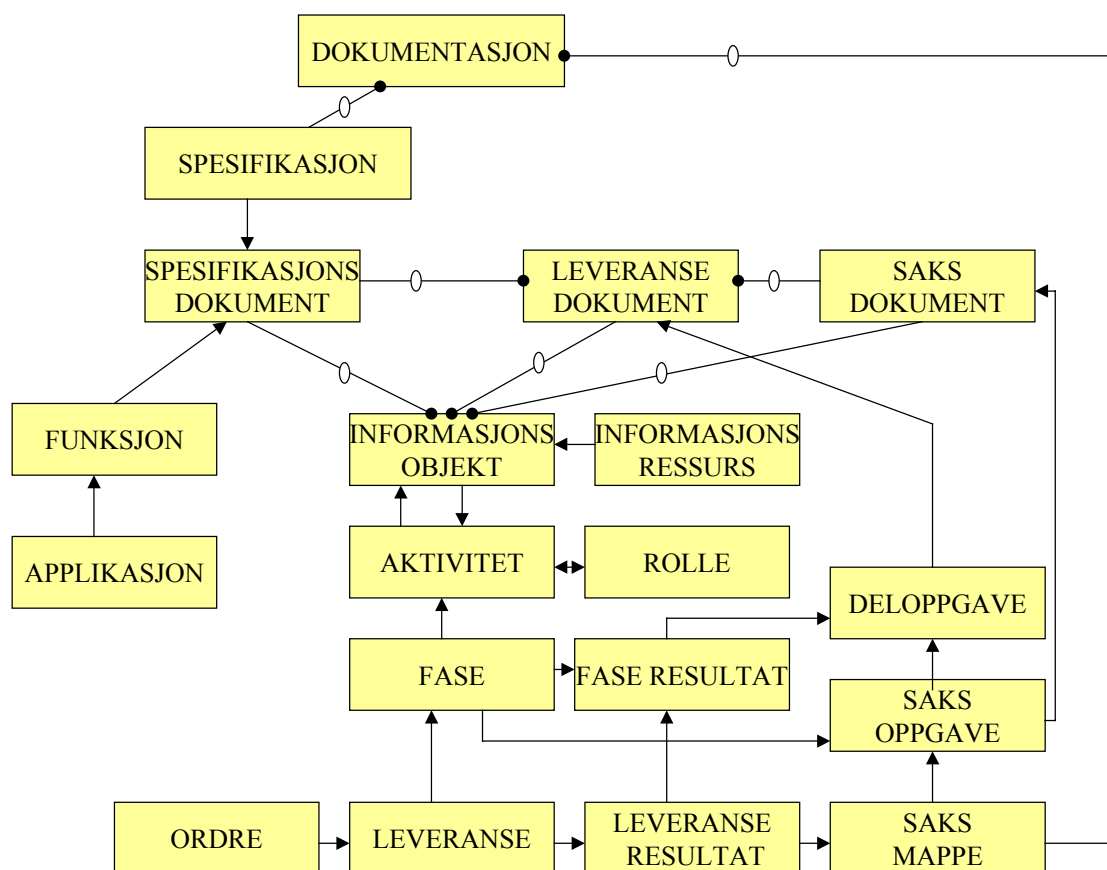 DOKUMENTASJON
SPESIFIKASJON
SPESIFIKASJONS
DOKUMENT
LEVERANSE
DOKUMENT
SAKS
DOKUMENT
FUNKSJON
INFORMASJONS
OBJEKT
INFORMASJONS
RESSURS
APPLIKASJON
AKTIVITET
ROLLE
DELOPPGAVE
FASE
FASE RESULTAT
SAKS
OPPGAVE
ORDRE
LEVERANSE
LEVERANSE
RESULTAT
SAKS
MAPPE